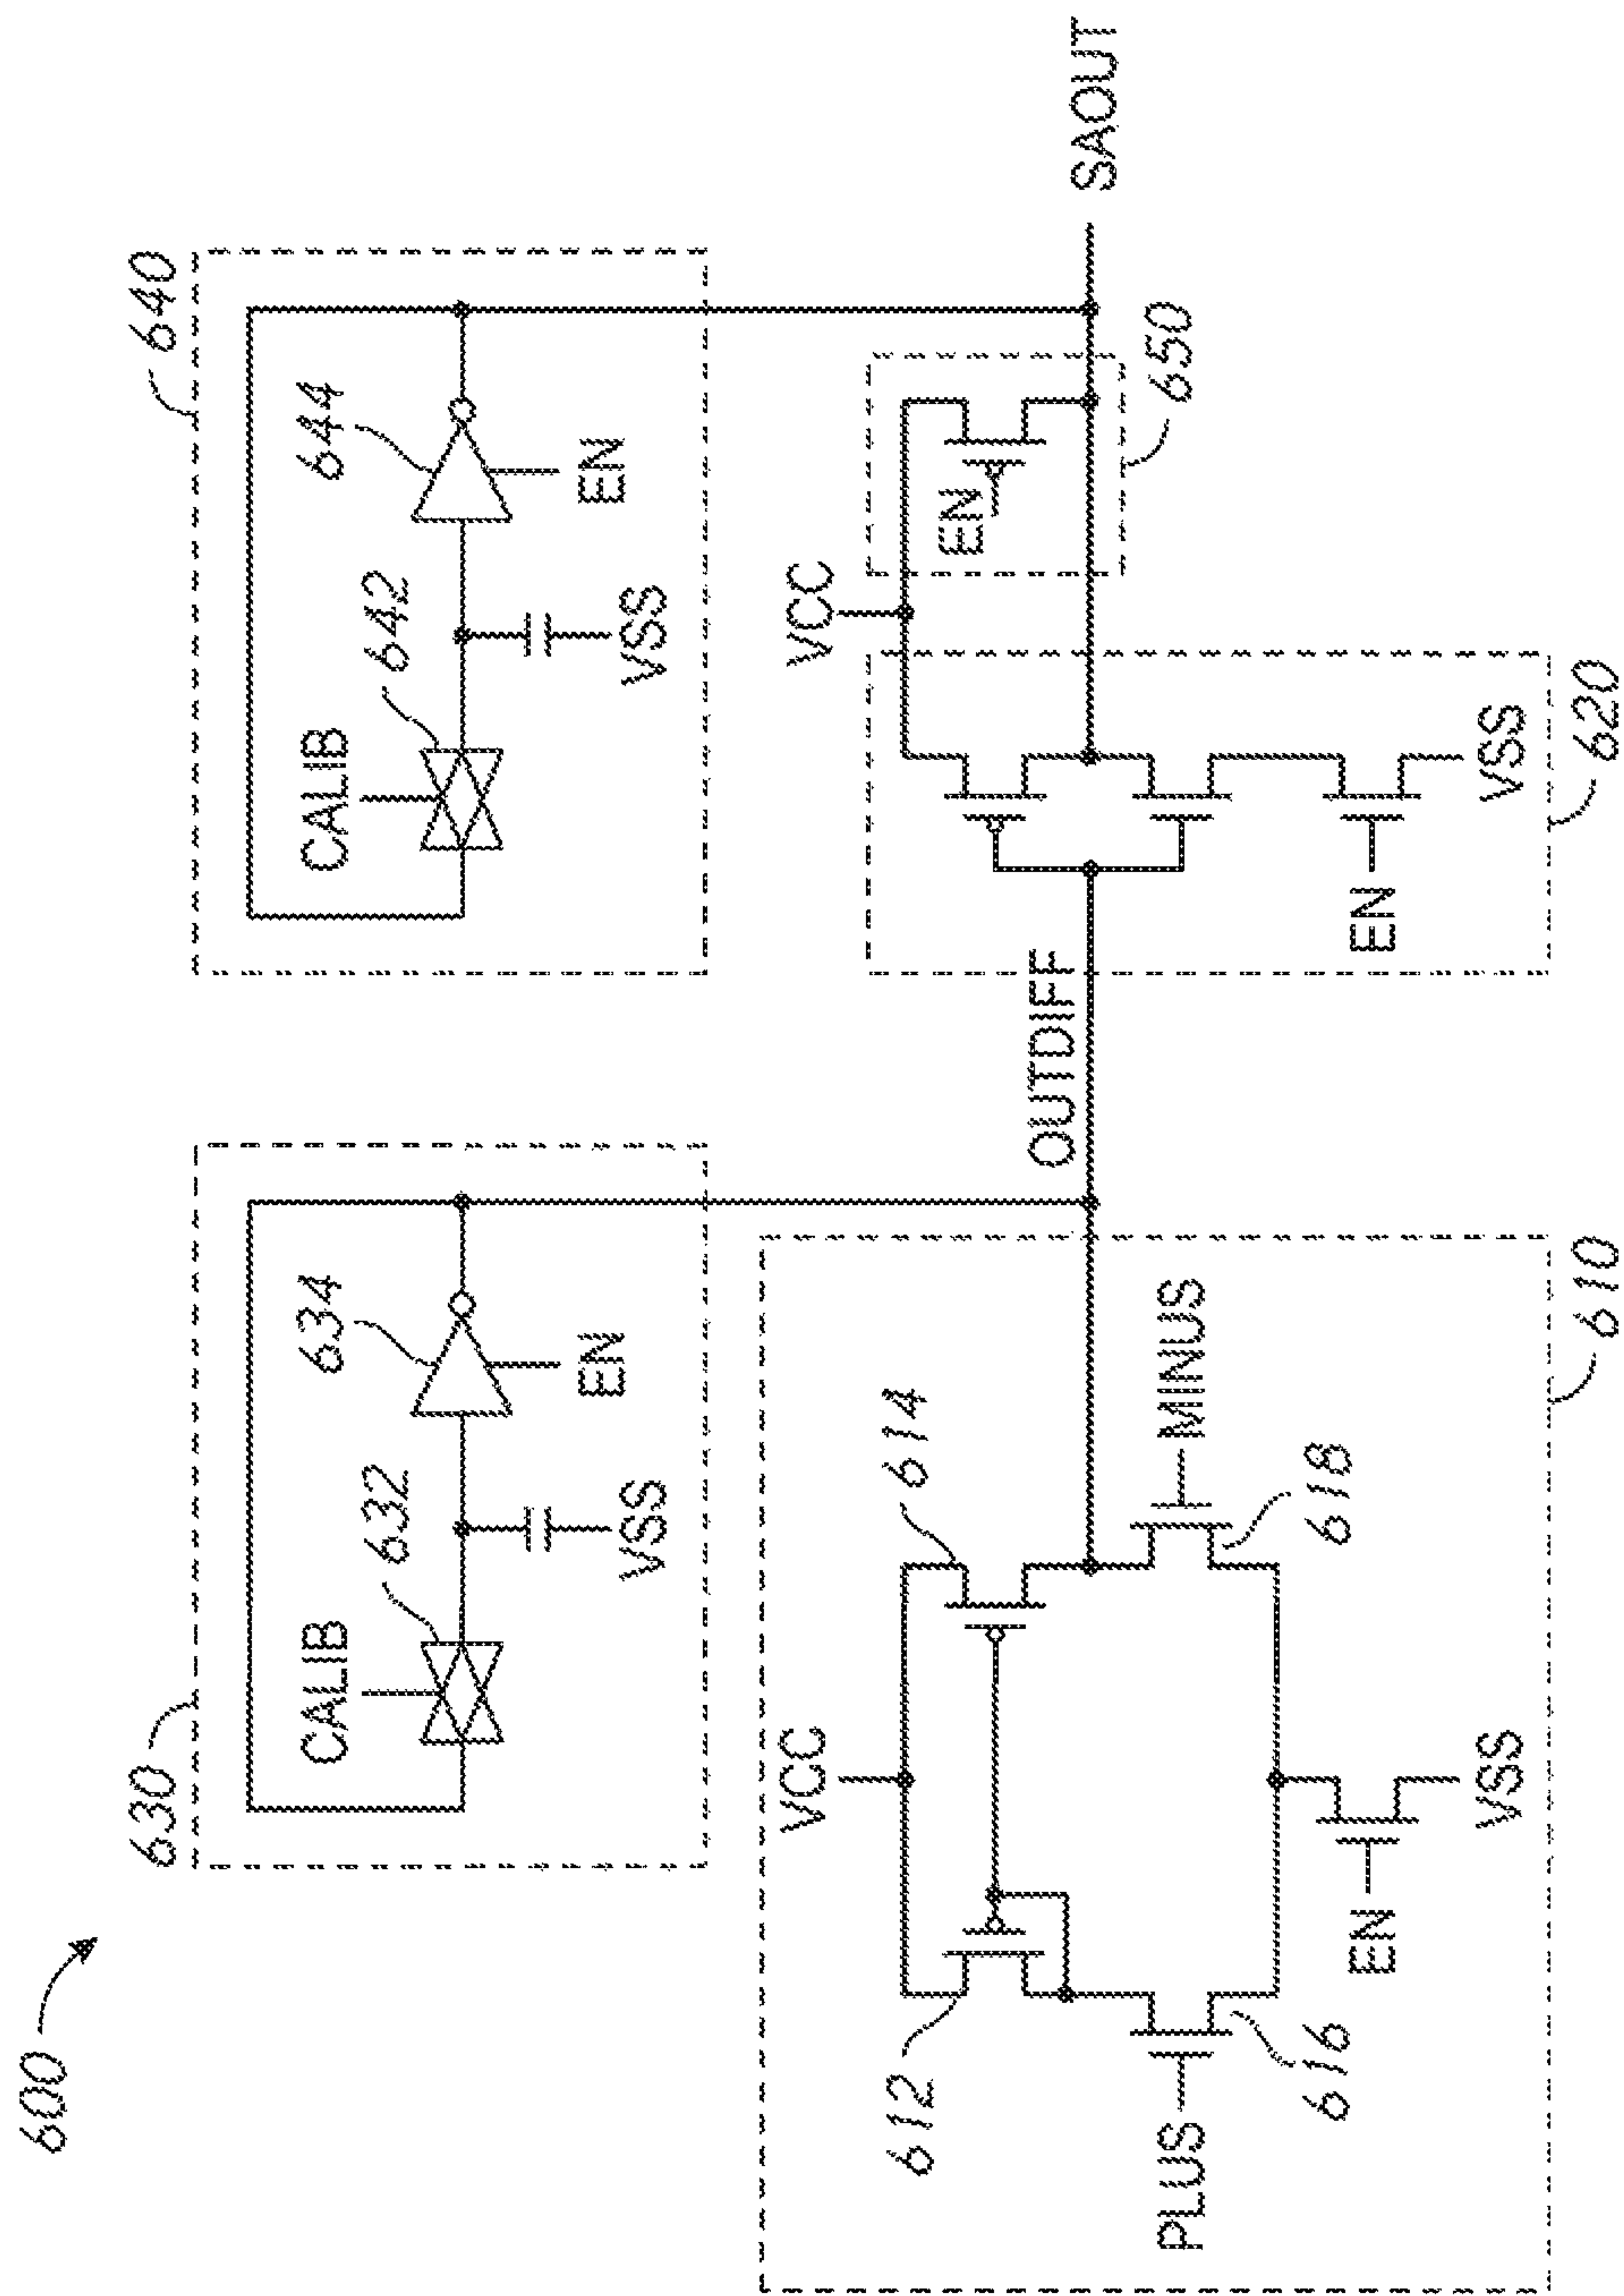 600
630
CALIB
632
634
VSS
EN
640
CALIB
642
644
VSS
EN
VCC
612
614
PLUS
616
MINUS
618
EN
VSS
610
OUTDIFF
VCC
EN
650
SAOUT
EN
VSS
620